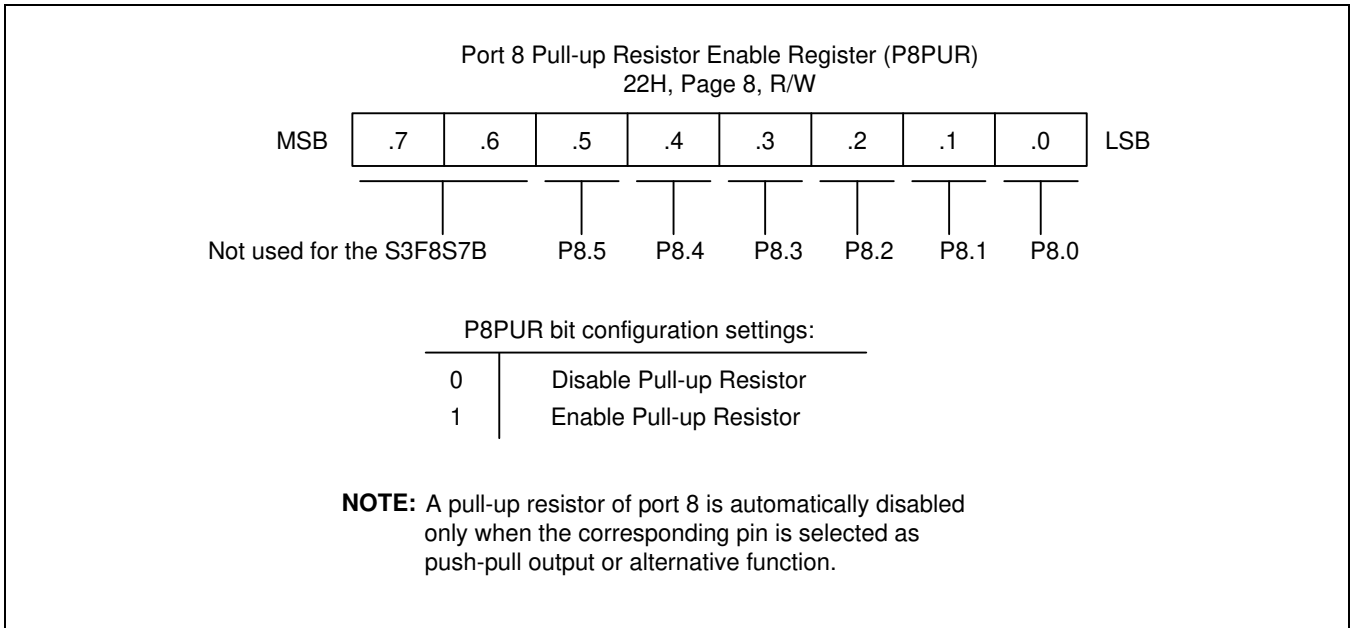 Port 8 Pull-up Resistor Enable Register (P8PUR)
22H, Page 8, R/W
MSB .7 .6 .5 .4 .3 .2 .1 .0 LSB
Not used for the S3F8S7B P8.5 P8.4 P8.3 P8.2 P8.1 P8.0
P8PUR bit configuration settings:
0 Disable Pull-up Resistor
1 Enable Pull-up Resistor
NOTE: A pull-up resistor of port 8 is automatically disabled
only when the corresponding pin is selected as
push-pull output or alternative function.